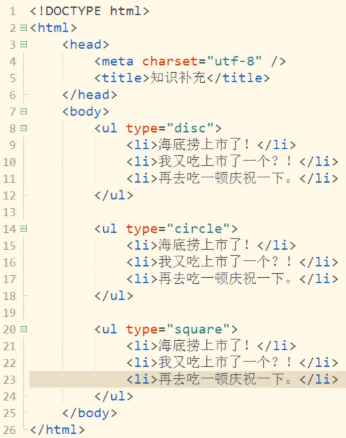 1 <!DOCTYPE html>
2 <html>
3 <head>
4 <meta charset="utf-8" />
5 <title>知识补充</title>
6 </head>
7 <body>
8 <ul type="disc">
9 <li>海底捞上市了！</li>
10 <li>我又吃上市了一个？！</li>
11 <li>再去吃一顿庆祝一下。</li>
12 </ul>
13
14 <ul type="circle">
15 <li>海底捞上市了！</li>
16 <li>我又吃上市了一个？！</li>
17 <li>再去吃一顿庆祝一下。</li>
18 </ul>
19
20 <ul type="square">
21 <li>海底捞上市了！</li>
22 <li>我又吃上市了一个？！</li>
23 <li>再去吃一顿庆祝一下。</li>
24 </ul>
25 </body>
26 </html>